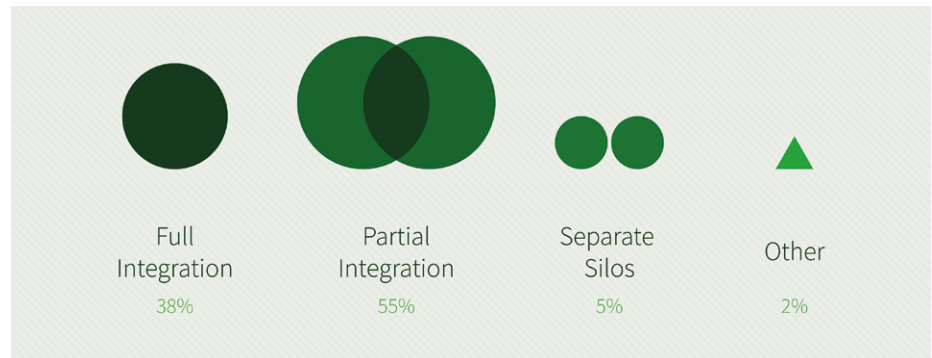 Full
Integration
38%
Partial
Integration
55%
Separate
Silos
5%
Other
2%